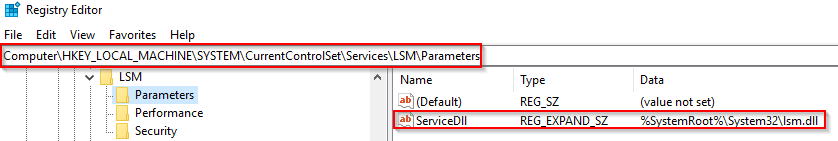 Registry Editor
File Edit View Favorites Help
Computer\HKEY_LOCAL_MACHINE\SYSTEM\CurrentControlSet\Services\LSM\Parameters
LSM
Parameters
Performance
Security
Name Type Data
(Default) REG_SZ (value not set)
ServiceDll REG_EXPAND_SZ %SystemRoot%\System32\lsm.dll